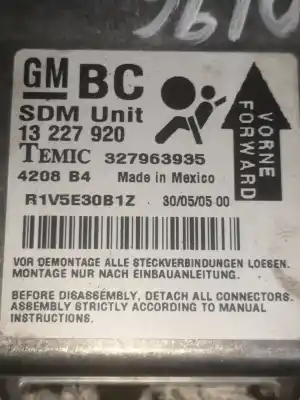 GM BC
SDM Unit
13 227 920
TEMIC 327963935
4208 B4 Made in Mexico
R1V5E30B1Z 30/05/05 00
VORNE
FORWARD
VOR DEMONTAGE ALLE STECKVERBINDUNGEN LOESEN.
MONTAGE NUR NACH EINBAUANLEITUNG.
BEFORE DISASSEMBLY, DETACH ALL CONNECTORS.
ASSEMBLY STRICTLY ACCORDING TO MANUAL
INSTRUCTIONS.